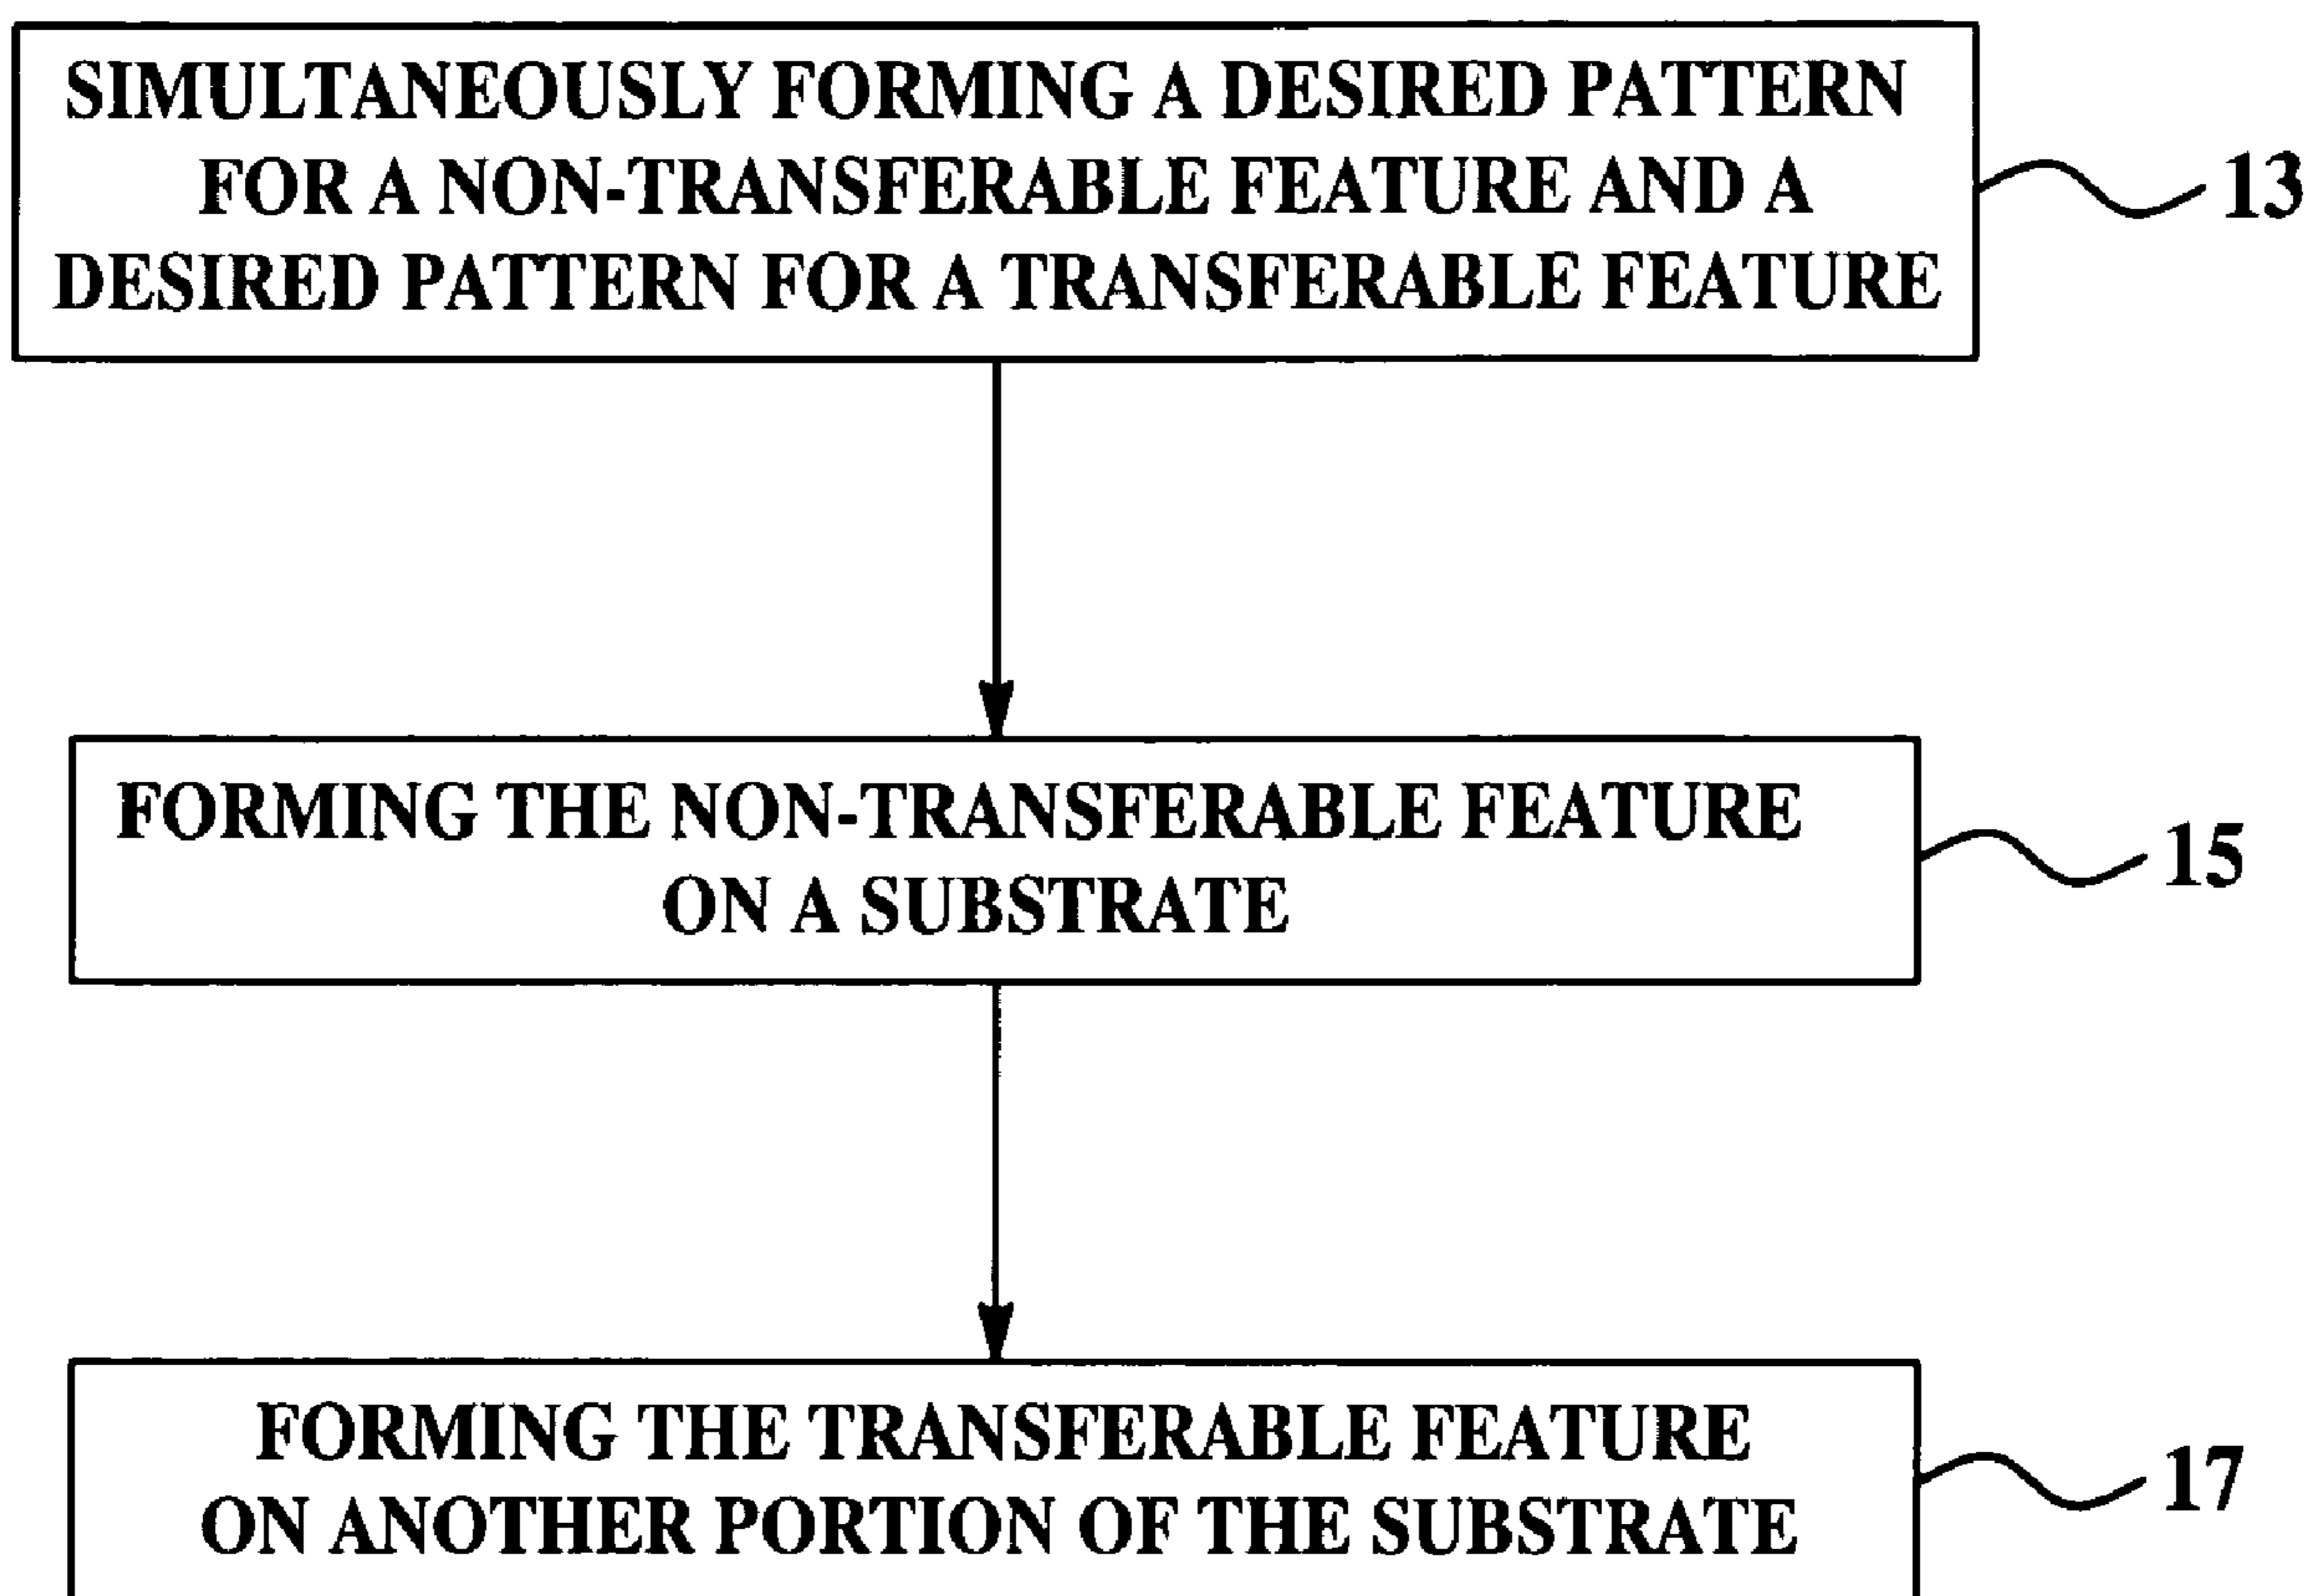 SIMULTANEOUSLY FORMING A DESIRED PATTERN
FOR A NON-TRANSFERABLE FEATURE AND A
DESIRED PATTERN FOR A TRANSFERABLE FEATURE
13
FORMING THE NON-TRANSFERABLE FEATURE
ON A SUBSTRATE
15
FORMING THE TRANSFERABLE FEATURE
ON ANOTHER PORTION OF THE SUBSTRATE
17